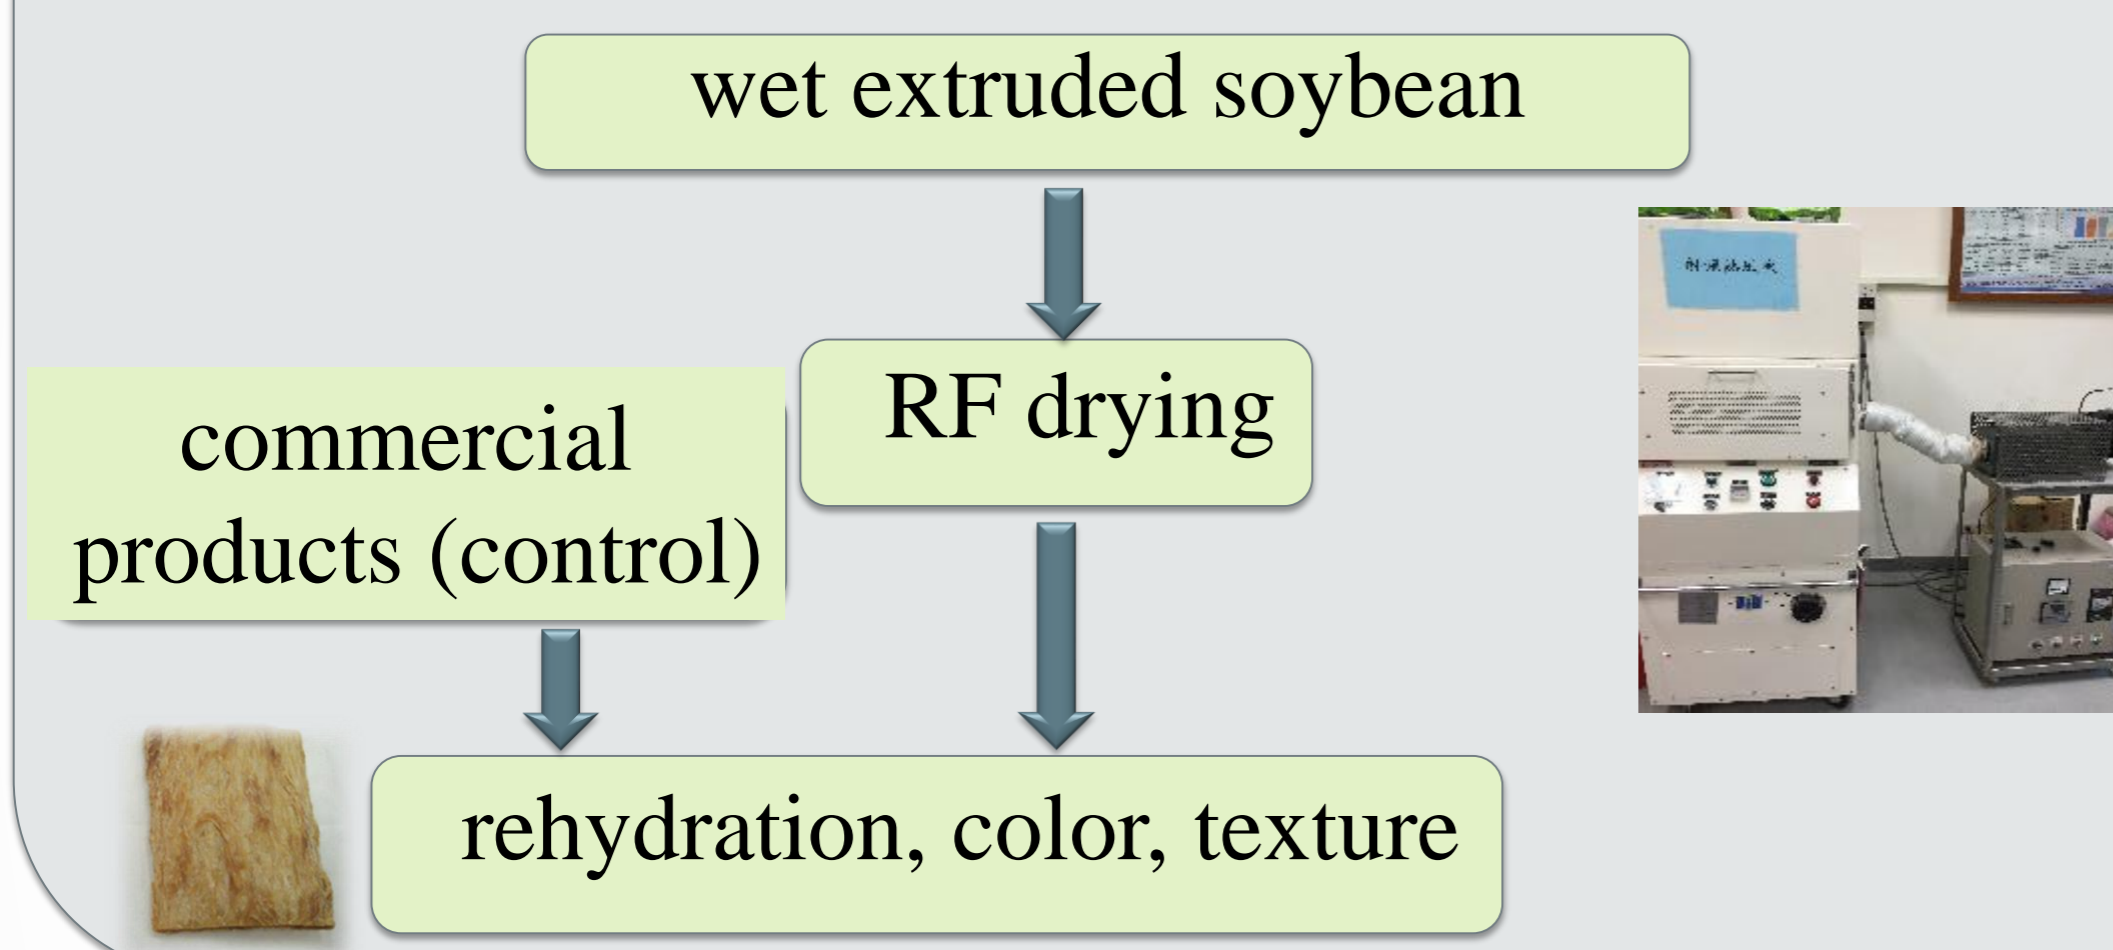 wet extruded soybean
RF drying
commercial
products (control)
rehydration, color, texture